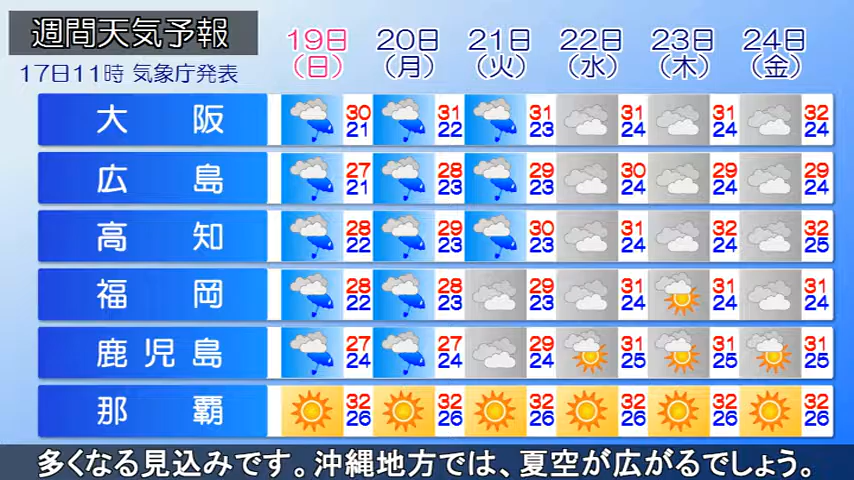 週間天気予報
17日11時 気象庁発表
19日 20日 21日 22日 23日 24日
(日) (月) (火) (水) (木) (金)
大阪 30 31 31 31 31 32
21 22 23 24 24 24
広島 27 28 29 30 29 29
21 23 23 24 24 24
高知 28 29 30 31 32 32
22 23 23 24 24 25
福岡 28 28 29 31 31 31
22 23 23 24 24 24
鹿児島 27 27 29 31 31 31
24 24 24 25 25 25
那覇 32 32 32 32 32 32
26 26 26 26 26 26
多くなる見込みです。沖縄地方では、夏空が広がるでしょう。